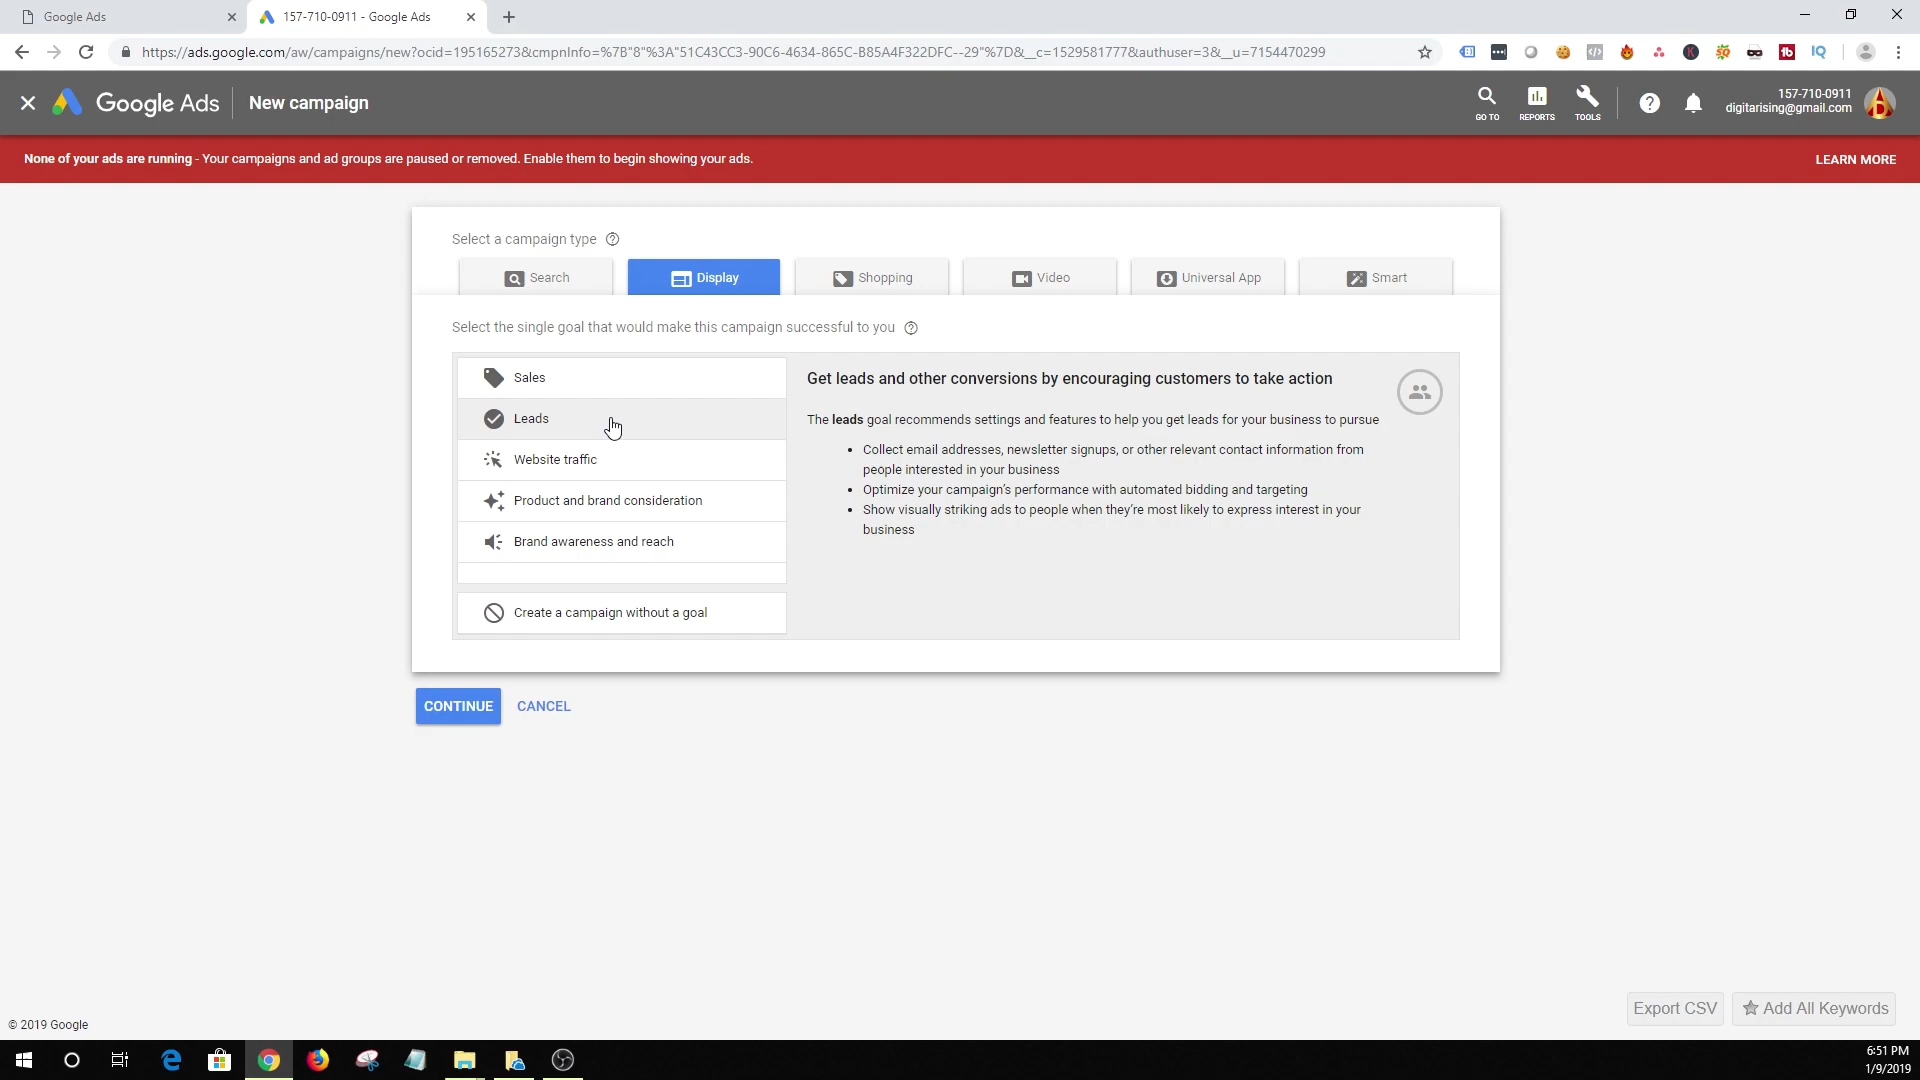 Google Ads
157-710-0911 - Google Ads
https://ads.google.com/aw/campaigns/new?ocid=195165273&cmpnInfo=%7B"8"%3A"51C43CC3-90C6-4634-865C-B85A4F322DFC--29"%7D&__c=1529581777&authuser=3&__u=7154470299
Google Ads
New campaign
GO TO
REPORTS
TOOLS
157-710-0911
digitarising@gmail.com
None of your ads are running - Your campaigns and ad groups are paused or removed. Enable them to begin showing your ads.
LEARN MORE
Select a campaign type
Search
Display
Shopping
Video
Universal App
Smart
Select the single goal that would make this campaign successful to you
Sales
Leads
Website traffic
Product and brand consideration
Brand awareness and reach
Create a campaign without a goal
Get leads and other conversions by encouraging customers to take action
The leads goal recommends settings and features to help you get leads for your business to pursue
• Collect email addresses, newsletter signups, or other relevant contact information from
people interested in your business
• Optimize your campaign's performance with automated bidding and targeting
• Show visually striking ads to people when they're most likely to express interest in your
business
CONTINUE
CANCEL
Export CSV
Add All Keywords
© 2019 Google
6:51 PM
1/9/2019